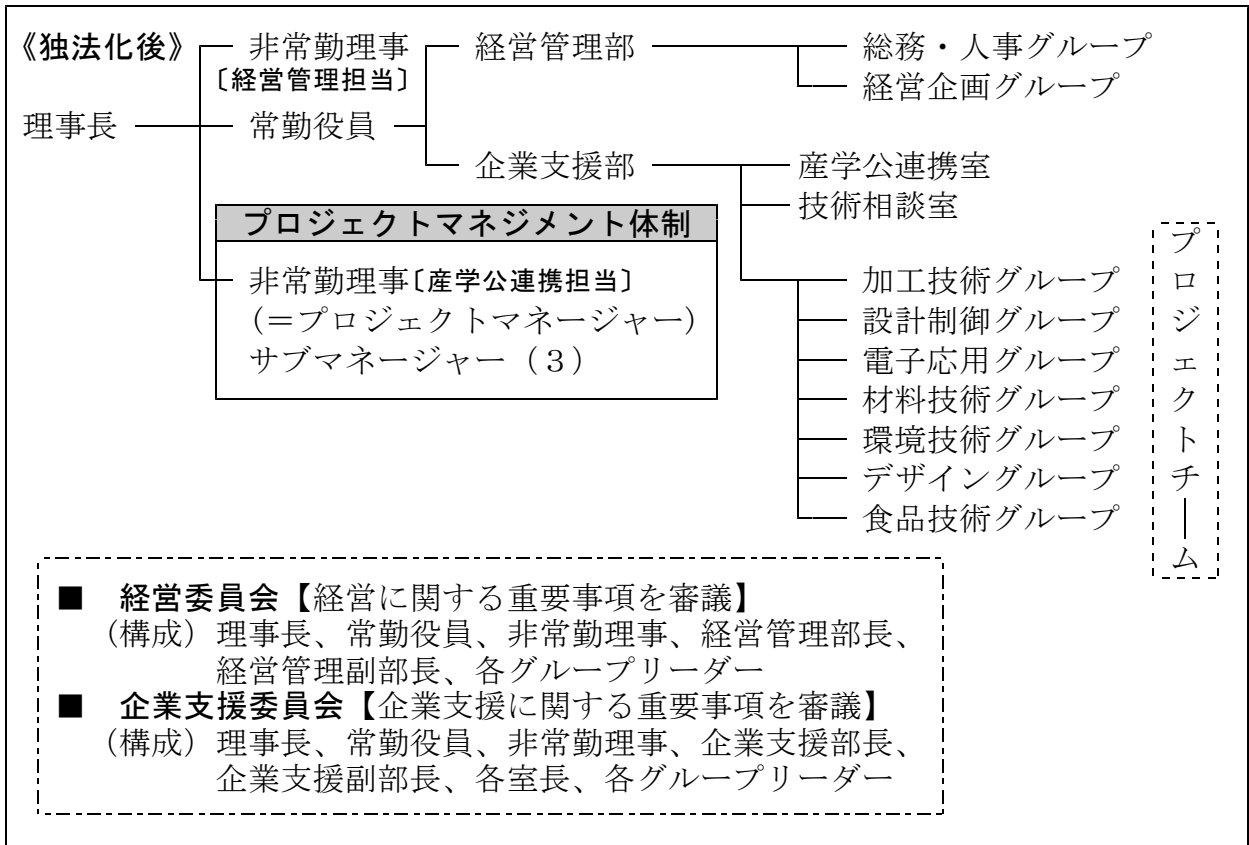 《独法化後》 非常勤理事 経営管理部 総務・人事グループ
〔経営管理担当〕 経営企画グループ
理事長 常勤役員
企業支援部 産学公連携室
技術相談室
プロジェクトマネジメント体制
非常勤理事〔産学公連携担当〕
(＝プロジェクトマネージャー)
サブマネージャー（３）
加工技術グループ
設計制御グループ
電子応用グループ
材料技術グループ
環境技術グループ
デザイングループ
食品技術グループ
プロジェクトチーム
■ 経営委員会【経営に関する重要事項を審議】
(構成) 理事長、常勤役員、非常勤理事、経営管理部長、
経営管理副部長、各グループリーダー
■ 企業支援委員会【企業支援に関する重要事項を審議】
(構成) 理事長、常勤役員、非常勤理事、企業支援部長、
企業支援副部長、各室長、各グループリーダー